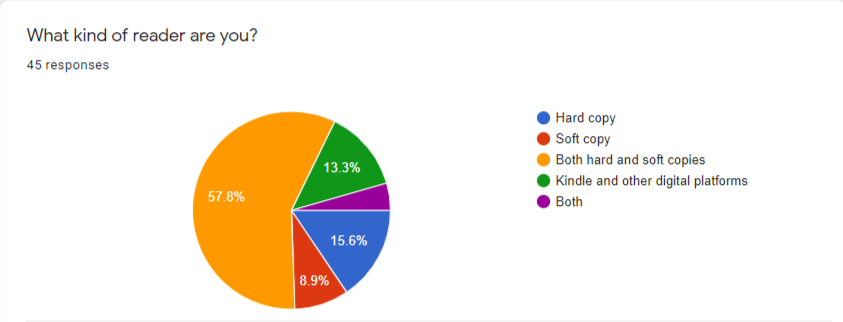 What kind of reader are you?
45 responses
57.8%
13.3%
15.6%
8.9%
Hard copy
Soft copy
Both hard and soft copies
Kindle and other digital platforms
Both